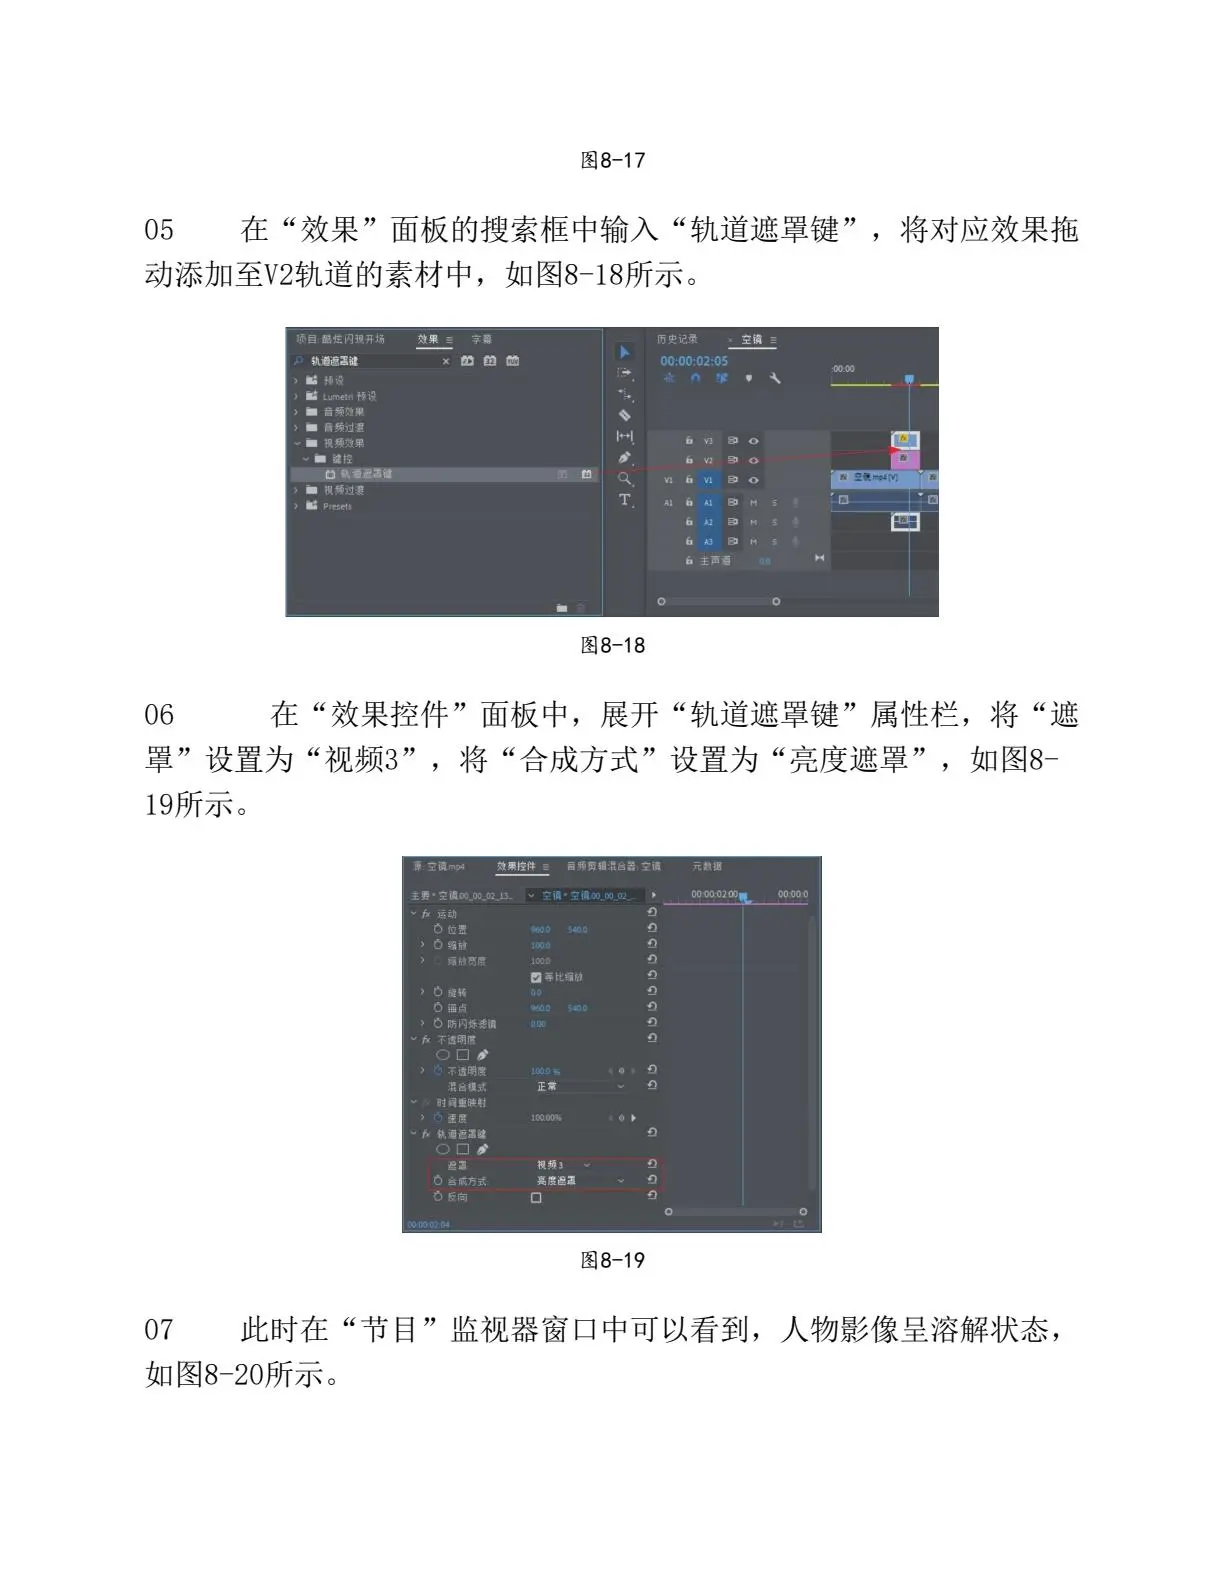 图8-17
05 在“效果”面板的搜索框中输入“轨道遮罩键”，将对应效果拖
动添加至V2轨道的素材中，如图8-18所示。
项目:酷炫闪现开场 效果 字幕
轨道遮罩键
预设
Lumetri 预设
音频效果
音频过渡
视频效果
键控
轨道遮罩键
视频过渡
Presets
历史记录 × 空镜
00:00:02:05
:00:00
V3
V2
V1 V1 空镜.mp4 [V]
A1 A1 M S
A2 M S
A3 M S
主声道 0.0
图8-18
06 在“效果控件”面板中，展开“轨道遮罩键”属性栏，将“遮
罩”设置为“视频3”，将“合成方式”设置为“亮度遮罩”，如图8-
19所示。
源:空镜.mp4 效果控件 音频剪辑混合器:空镜 元数据
主要*空镜00_00_02_13... 空镜*空镜00_00_02_... 00:00:02:00 00:00:0
fx 运动
位置 960.0 540.0
缩放 100.0
缩放宽度 100.0
等比缩放
旋转 0.0
锚点 960.0 540.0
防闪烁滤镜 0.00
fx 不透明度
不透明度 100.0 %
混合模式 正常
fx 时间重映射
速度 100.00%
fx 轨道遮罩键
遮罩 视频 3
合成方式 亮度遮罩
反向
00:00:02:04
图8-19
07 此时在“节目”监视器窗口中可以看到，人物影像呈溶解状态，
如图8-20所示。